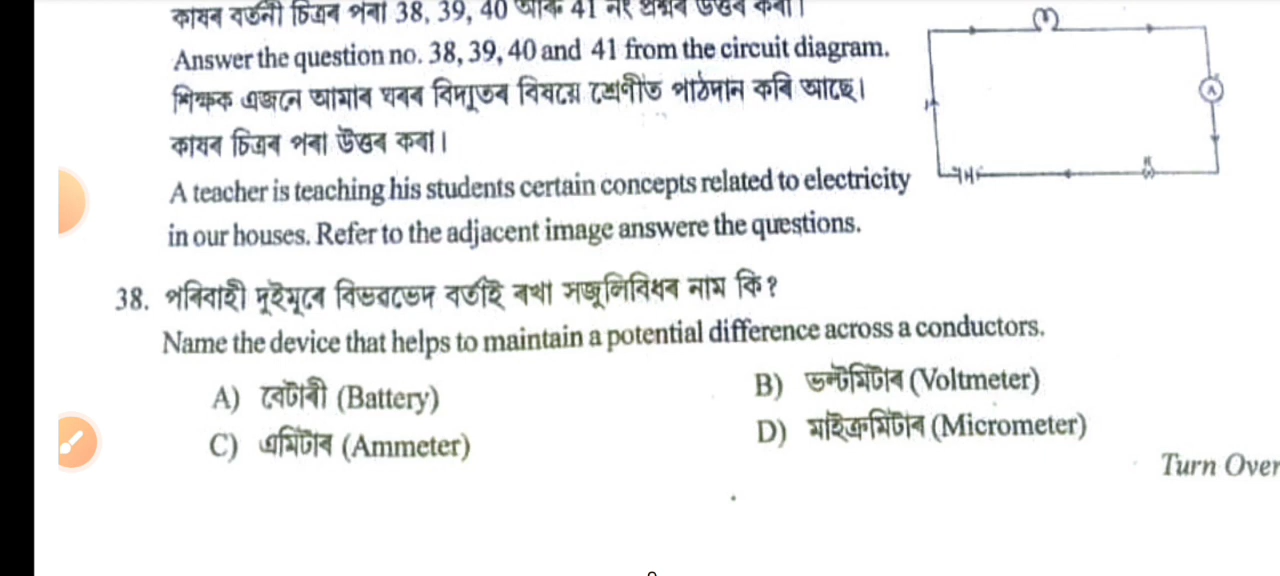 কাষৰ বৰ্তনী চিত্ৰৰ পৰা 38, 39, 40 আৰু 41 নং প্ৰশ্নৰ উত্তৰ কৰা।
Answer the question no. 38, 39, 40 and 41 from the circuit diagram.
শিক্ষক এজনে আমাৰ ঘৰৰ বিদ্যুতৰ বিষয়ে শ্ৰেণীত পাঠদান কৰি আছে।
কাষৰ চিত্ৰৰ পৰা উত্তৰ কৰা।
A teacher is teaching his students certain concepts related to electricity
in our houses. Refer to the adjacent image answere the questions.
A
38. পৰিবাহী দুইমূৰে বিভৱভেদ বৰ্তাই ৰখা সজুলিবিধৰ নাম কি?
Name the device that helps to maintain a potential difference across a conductors.
A) বেটাৰী (Battery)
B) ভল্টমিটাৰ (Voltmeter)
C) এমিটাৰ (Ammeter)
D) মাইক্ৰমিটাৰ (Micrometer)
Turn Over